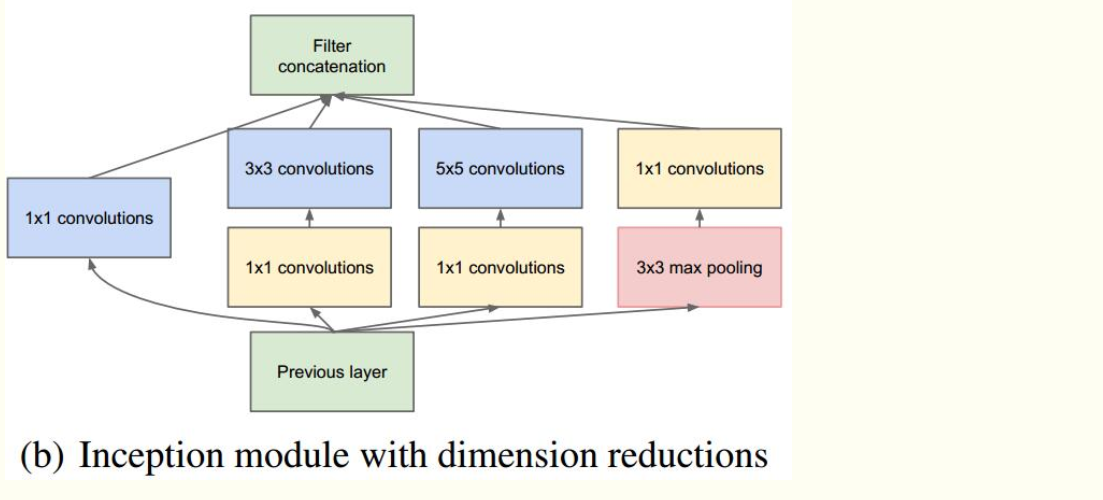 Filter
concatenation
3x3 convolutions
5x5 convolutions
1x1 convolutions
1x1 convolutions
1x1 convolutions
1x1 convolutions
3x3 max pooling
Previous layer
(b) Inception module with dimension reductions